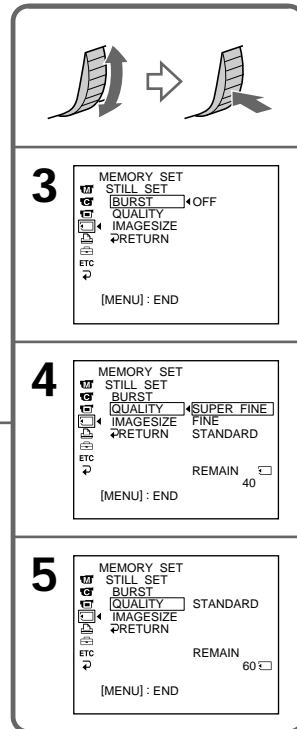 3
MEMORY SET
STILL SET
BURST OFF
QUALITY
IMAGESIZE
RETURN
ETC
[MENU] : END
4
MEMORY SET
STILL SET
BURST
QUALITY SUPER FINE
IMAGESIZE FINE
RETURN STANDARD
ETC
REMAIN
40
[MENU] : END
5
MEMORY SET
STILL SET
BURST
QUALITY STANDARD
IMAGESIZE
RETURN
ETC
REMAIN
60
[MENU] : END